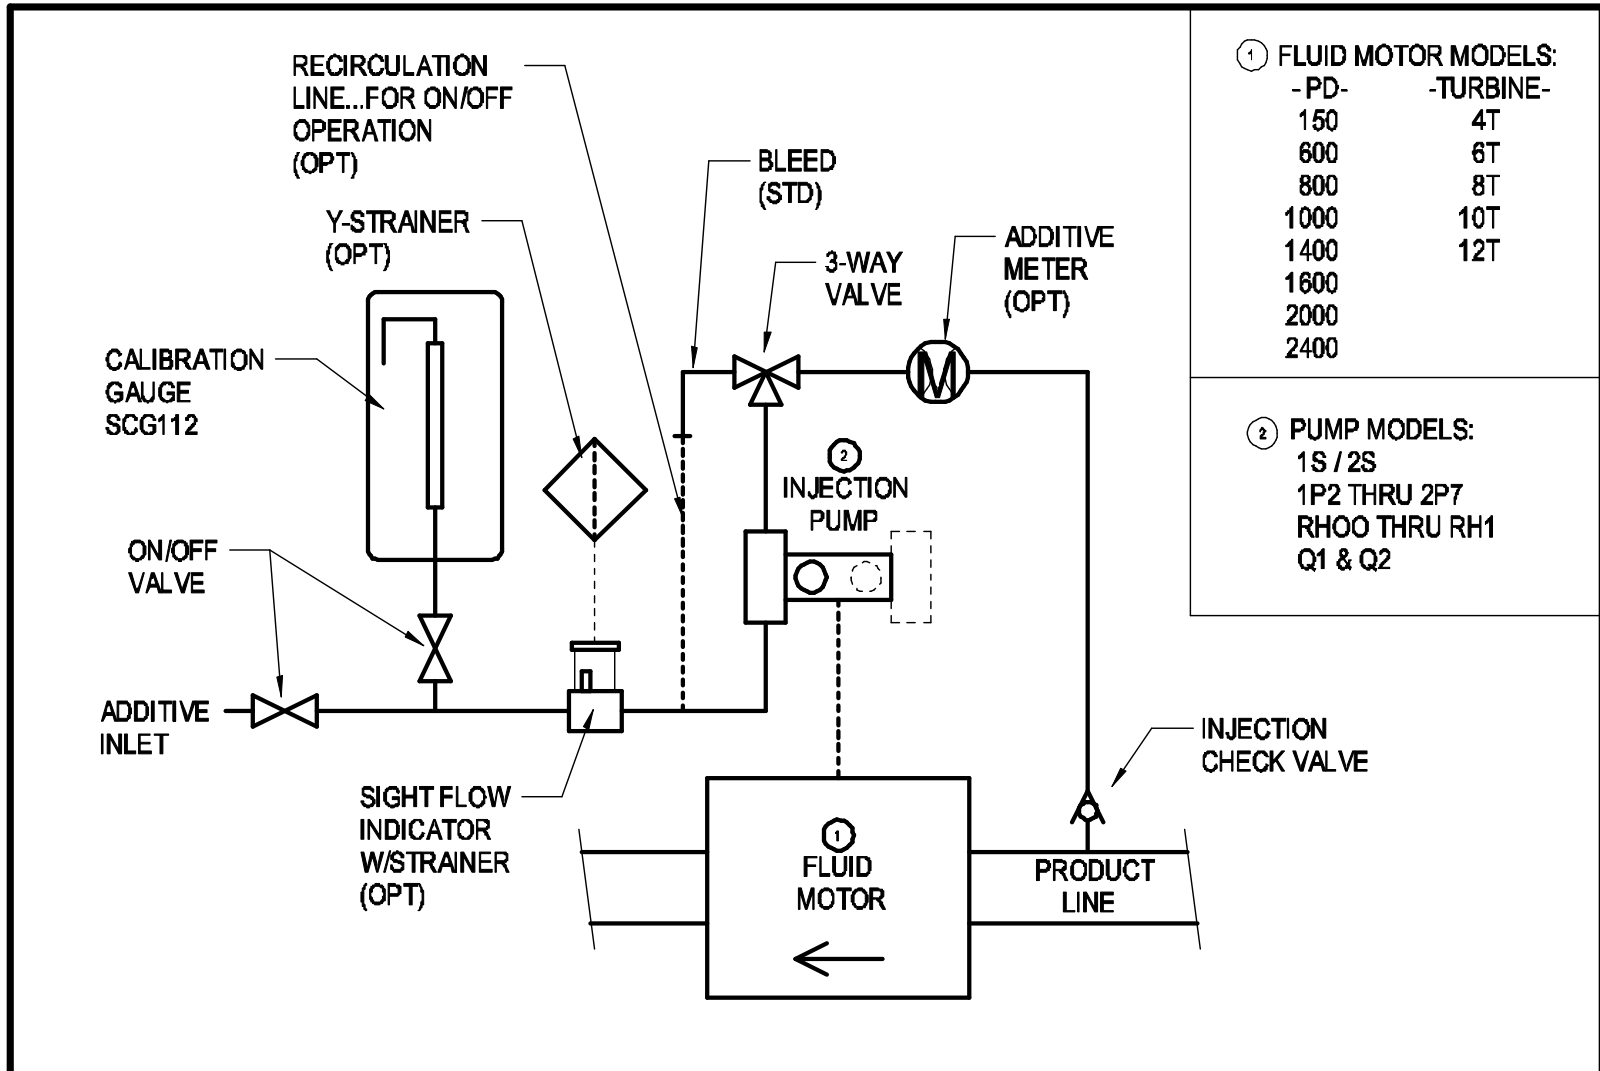 RECIRCULATION
LINE...FOR ON/OFF
OPERATION
(OPT)
BLEED
(STD)
Y-STRAINER
(OPT)
3-WAY
VALVE
ADDITIVE
METER
(OPT)
M
CALIBRATION
GAUGE
SCG112
2
INJECTION
PUMP
ON/OFF
VALVE
ADDITIVE
INLET
SIGHT FLOW
INDICATOR
W/STRAINER
(OPT)
1
FLUID
MOTOR
PRODUCT
LINE
INJECTION
CHECK VALVE
1 FLUID MOTOR MODELS:
-PD- -TURBINE-
150 4T
600 6T
800 8T
1000 10T
1400 12T
1600
2000
2400
2 PUMP MODELS:
1S / 2S
1P2 THRU 2P7
RHOO THRU RH1
Q1 & Q2